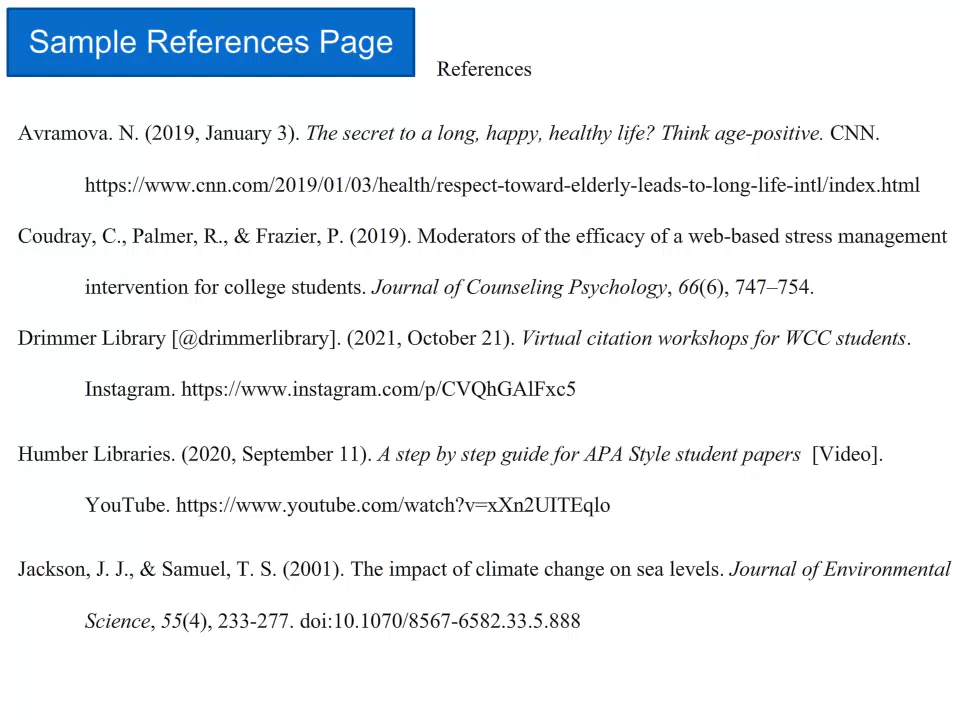 Sample References Page
References
Avramova. N. (2019, January 3). The secret to a long, happy, healthy life? Think age-positive. CNN.
https://www.cnn.com/2019/01/03/health/respect-toward-elderly-leads-to-long-life-intl/index.html
Coudray, C., Palmer, R., & Frazier, P. (2019). Moderators of the efficacy of a web-based stress management
intervention for college students. Journal of Counseling Psychology, 66(6), 747–754.
Drimmer Library [@drimmerlibrary]. (2021, October 21). Virtual citation workshops for WCC students.
Instagram. https://www.instagram.com/p/CVQhGAlFxc5
Humber Libraries. (2020, September 11). A step by step guide for APA Style student papers [Video].
YouTube. https://www.youtube.com/watch?v=xXn2UITEqlo
Jackson, J. J., & Samuel, T. S. (2001). The impact of climate change on sea levels. Journal of Environmental
Science, 55(4), 233-277. doi:10.1070/8567-6582.33.5.888